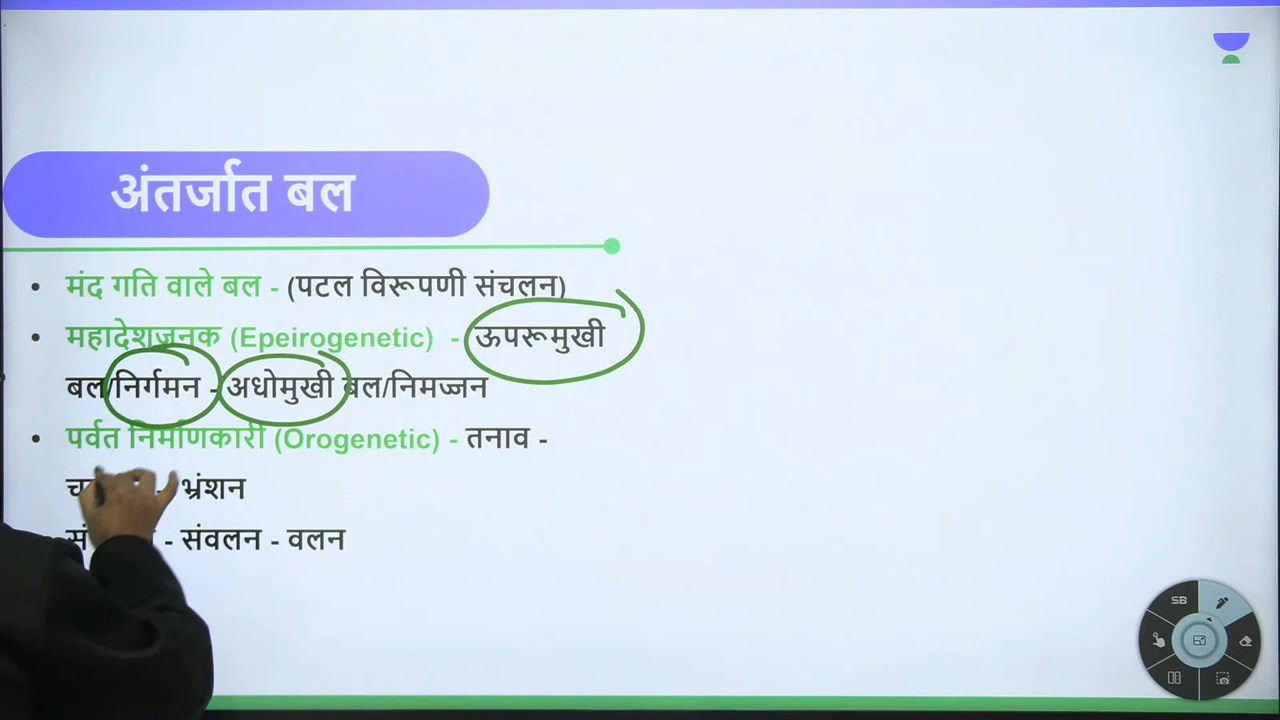 अंतर्जात बल
• मंद गति वाले बल - (पटल विरूपणी संचलन)
• महादेशजनक (Epeirogenetic) - ऊपरूमुखी
बल/निर्गमन - अधोमुखी बल/निमज्जन
• पर्वत निर्माणकारी (Orogenetic) - तनाव -
- भ्रंशन
- संवलन - वलन
SB